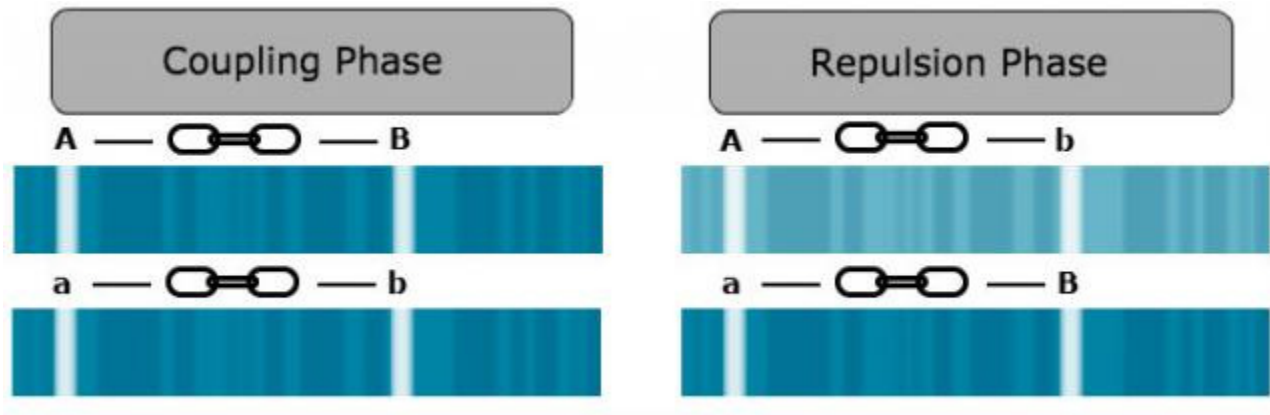 Coupling Phase
A B
a b
Repulsion Phase
A b
a B